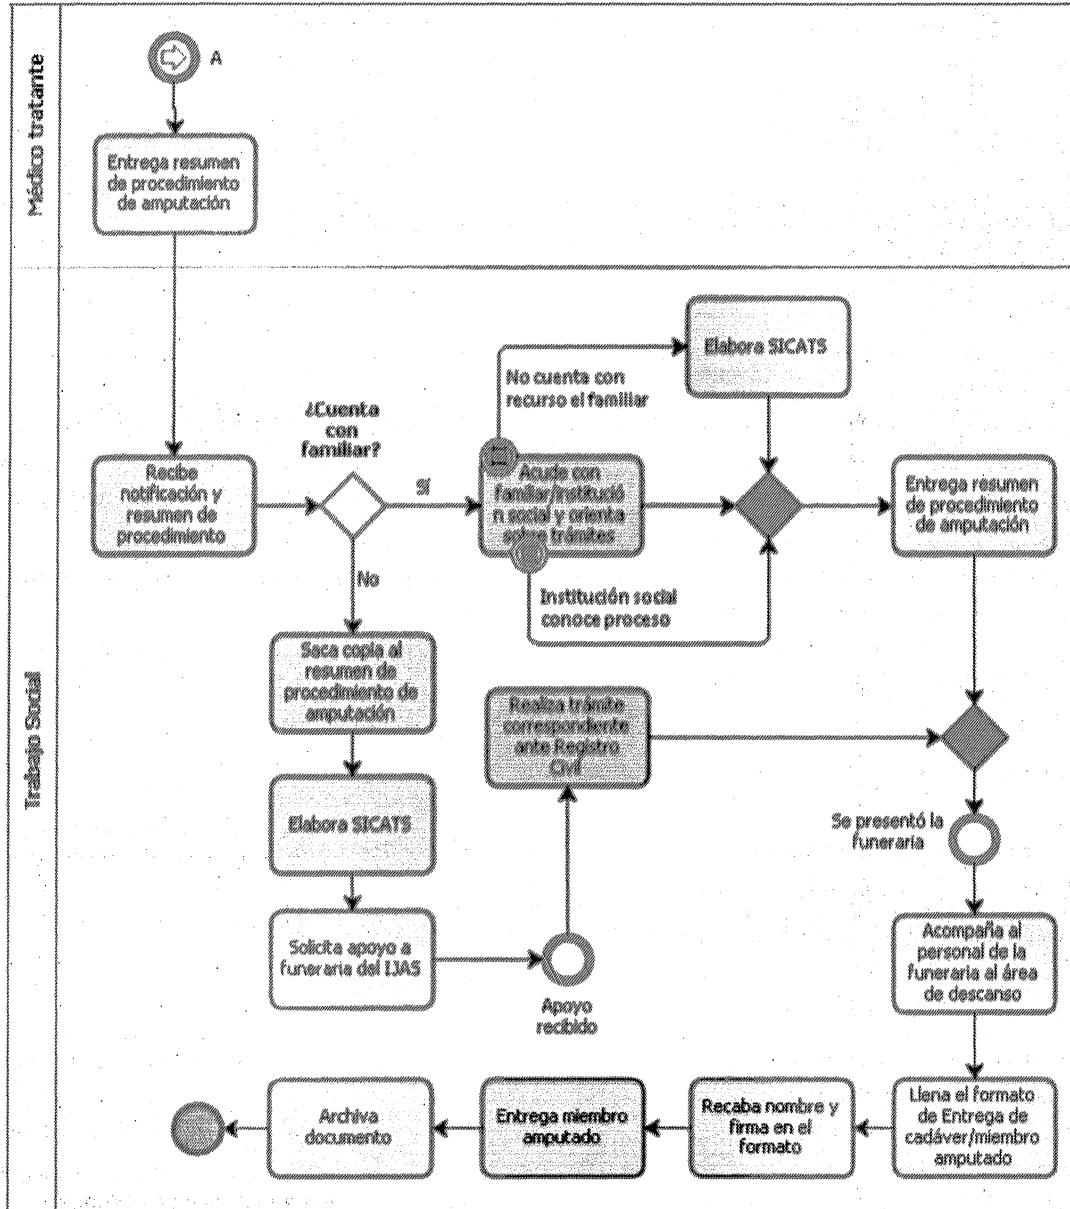 Médico tratante
A
Entrega resumen
de procedimiento
de amputación
Trabajo Social
Recibe
notificación y
resumen de
procedimiento
¿Cuenta
con
familiar?
Sí
No
No cuenta con
recurso el familiar
Elabora SICATS
Acude con
familiar/institució
n social y orienta
sobre trámites
Institución social
conoce proceso
Entrega resumen
de procedimiento
de amputación
Saca copia al
resumen de
procedimiento de
amputación
Elabora SICATS
Solicita apoyo a
funeraria del IJAS
Apoyo
recibido
Realiza trámite
correspondiente
ante Registro
Civil
Se presentó la
funeraria
Acompaña al
personal de la
funeraria al área
de descanso
Llena el formato
de Entrega de
cadáver/miembro
amputado
Recaba nombre y
firma en el
formato
Entrega miembro
amputado
Archiva
documento